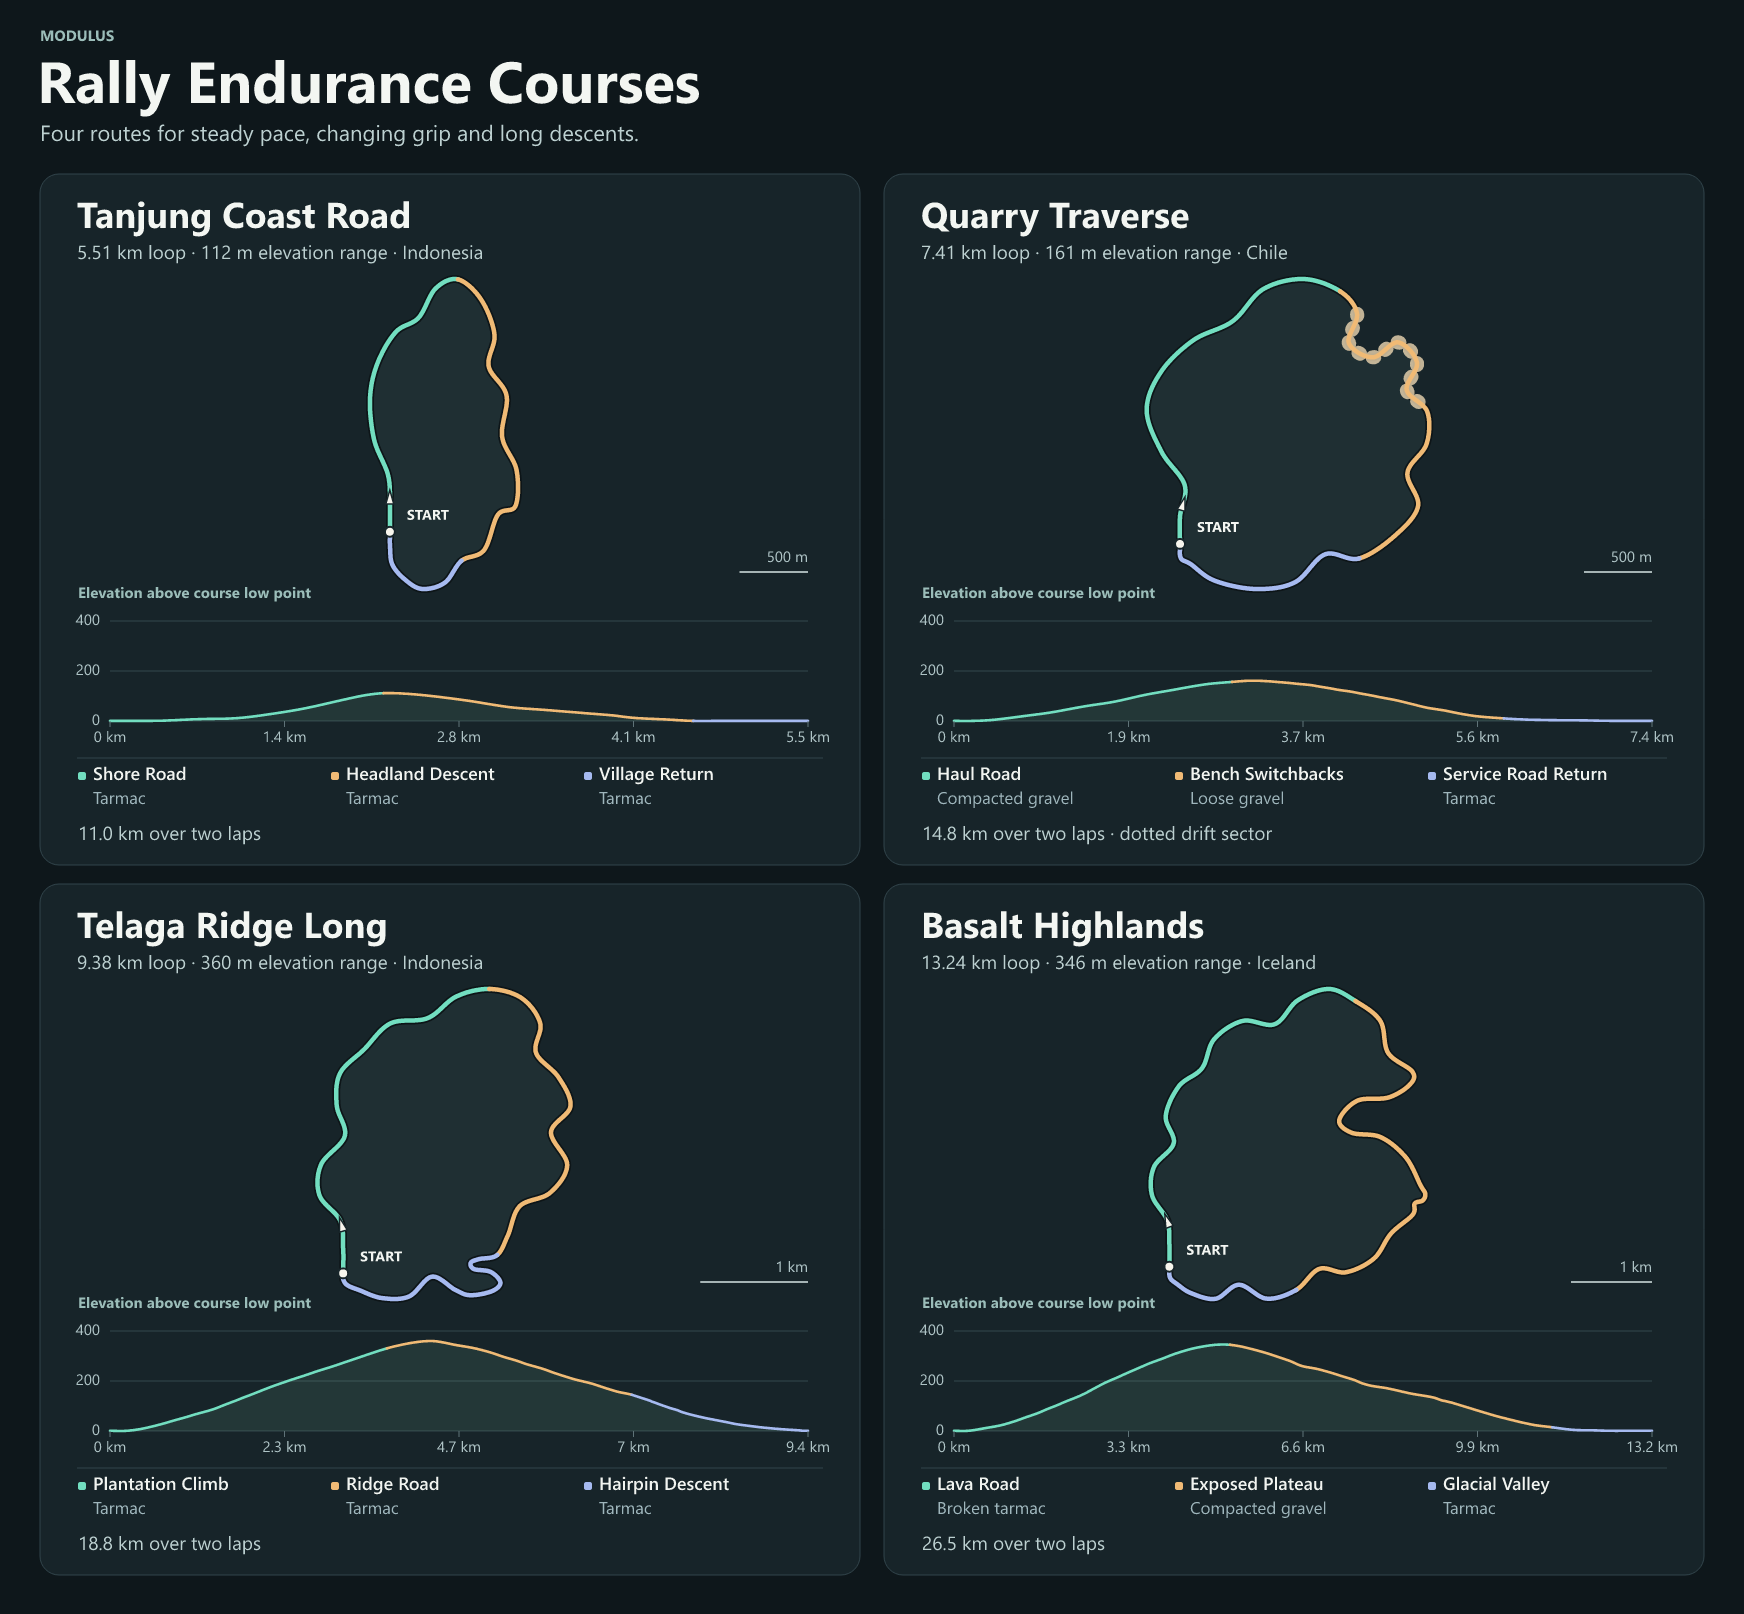 MODULUS
Rally Endurance Courses
Four routes for steady pace, changing grip and long descents.
Tanjung Coast Road
5.51 km loop · 112 m elevation range · Indonesia
START
500 m
Elevation above course low point
400
200
0
0 km
1.4 km
2.8 km
4.1 km
5.5 km
Shore Road
Tarmac
Headland Descent
Tarmac
Village Return
Tarmac
11.0 km over two laps
Quarry Traverse
7.41 km loop · 161 m elevation range · Chile
START
500 m
Elevation above course low point
400
200
0
0 km
1.9 km
3.7 km
5.6 km
7.4 km
Haul Road
Compacted gravel
Bench Switchbacks
Loose gravel
Service Road Return
Tarmac
14.8 km over two laps · dotted drift sector
Telaga Ridge Long
9.38 km loop · 360 m elevation range · Indonesia
START
1 km
Elevation above course low point
400
200
0
0 km
2.3 km
4.7 km
7 km
9.4 km
Plantation Climb
Tarmac
Ridge Road
Tarmac
Hairpin Descent
Tarmac
18.8 km over two laps
Basalt Highlands
13.24 km loop · 346 m elevation range · Iceland
START
1 km
Elevation above course low point
400
200
0
0 km
3.3 km
6.6 km
9.9 km
13.2 km
Lava Road
Broken tarmac
Exposed Plateau
Compacted gravel
Glacial Valley
Tarmac
26.5 km over two laps